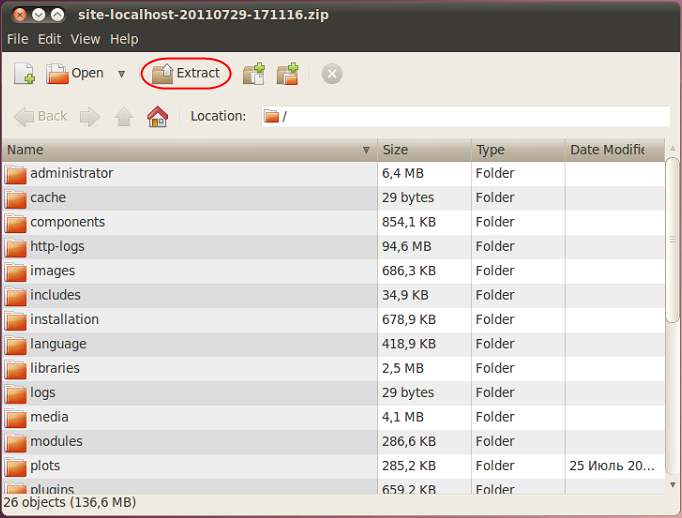 site-localhost-20110729-171116.zip
File Edit View Help
Open Extract
Back Location: /
Name Size Type Date Modifie
administrator 6,4 MB Folder
cache 29 bytes Folder
components 854,1 KB Folder
http-logs 94,6 MB Folder
images 686,3 KB Folder
includes 34,9 KB Folder
installation 678,9 KB Folder
language 418,9 KB Folder
libraries 2,5 MB Folder
logs 29 bytes Folder
media 4,1 MB Folder
modules 286,6 KB Folder
plots 285,2 KB Folder 25 Июль 20...
plugins 659,2 KB Folder
26 objects (136,6 MB)